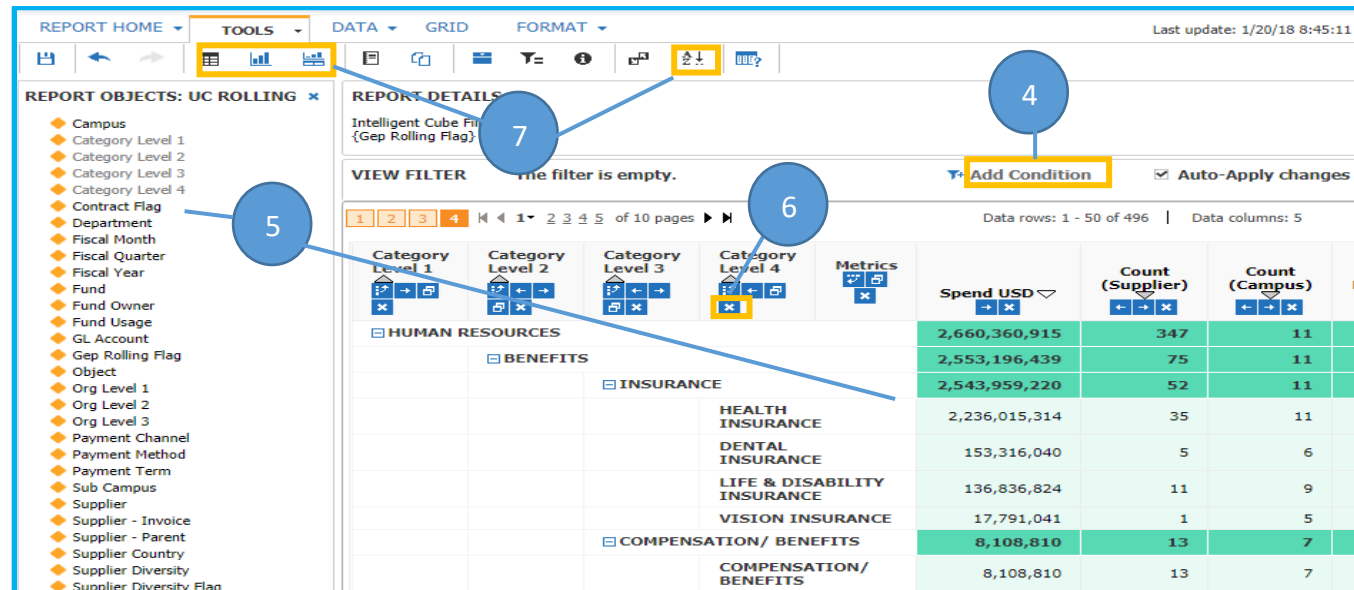 REPORT HOME TOOLS DATA GRID FORMAT Last update: 1/20/18 8:45:11
REPORT OBJECTS: UC ROLLING
Campus
Category Level 1
Category Level 2
Category Level 3
Category Level 4
Contract Flag
Department
Fiscal Month
Fiscal Quarter
Fiscal Year
Fund
Fund Owner
Fund Usage
GL Account
Gep Rolling Flag
Object
Org Level 1
Org Level 2
Org Level 3
Payment Channel
Payment Method
Payment Term
Sub Campus
Supplier
Supplier - Invoice
Supplier - Parent
Supplier Country
Supplier Diversity
Supplier Diversity Flag
5
REPORT DETAILS
Intelligent Cube
{Gep Rolling Flag}
7
4
VIEW FILTER The filter is empty. Add Condition Auto-Apply changes
6
1 2 3 4 1 2 3 4 5 of 10 pages Data rows: 1 - 50 of 496 | Data columns: 5
Category Level 1
Category Level 2
Category Level 3
Category Level 4
Metrics
Spend USD
Count (Supplier)
Count (Campus)
HUMAN RESOURCES 2,660,360,915 347 11
BENEFITS 2,553,196,439 75 11
INSURANCE 2,543,959,220 52 11
HEALTH
INSURANCE 2,236,015,314 35 11
DENTAL
INSURANCE 153,316,040 5 6
LIFE & DISABILITY
INSURANCE 136,836,824 11 9
VISION INSURANCE 17,791,041 1 5
COMPENSATION/ BENEFITS 8,108,810 13 7
COMPENSATION/
BENEFITS 8,108,810 13 7